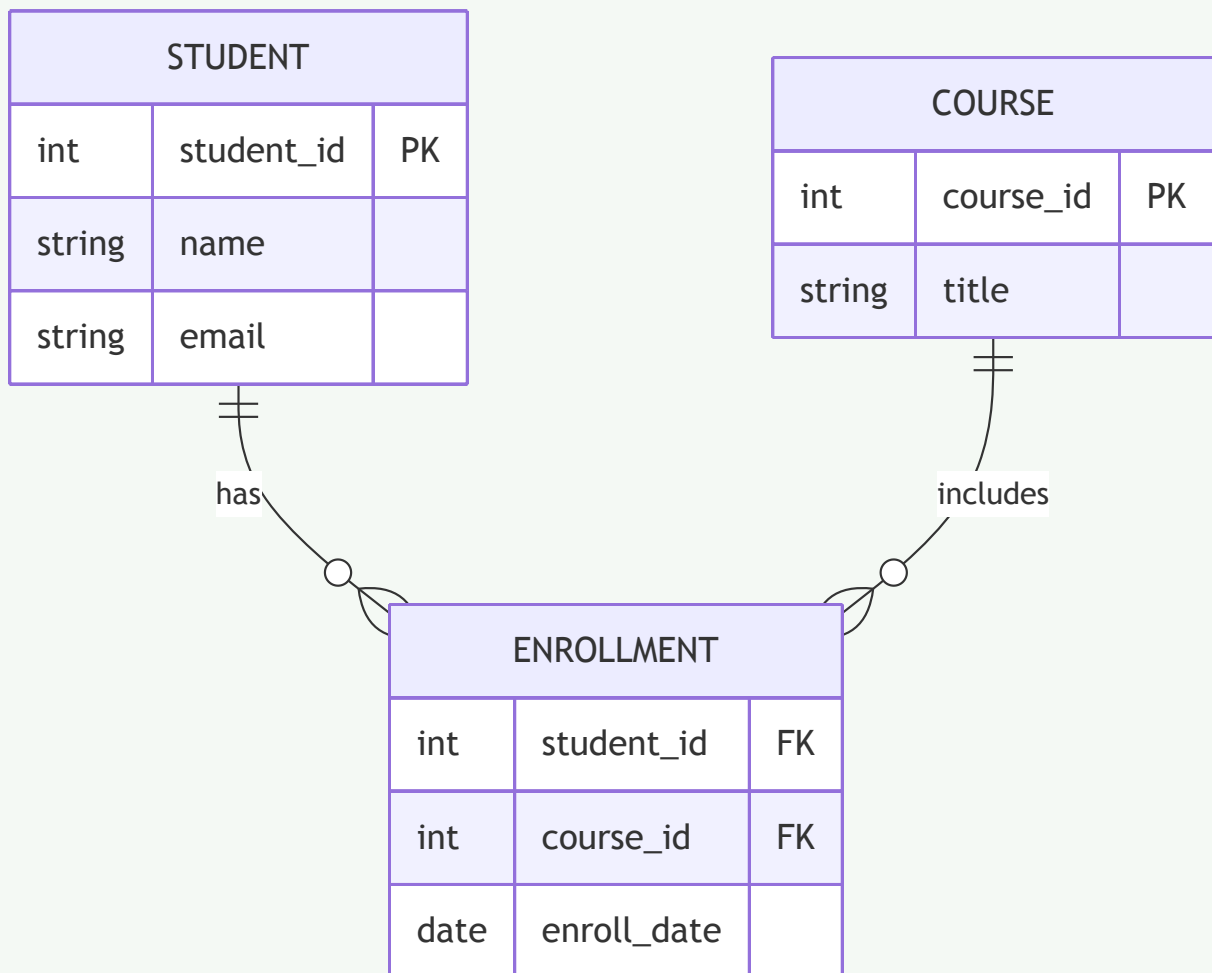 STUDENT
int student_id PK
string name
string email
COURSE
int course_id PK
string title
has
includes
ENROLLMENT
int student_id FK
int course_id FK
date enroll_date